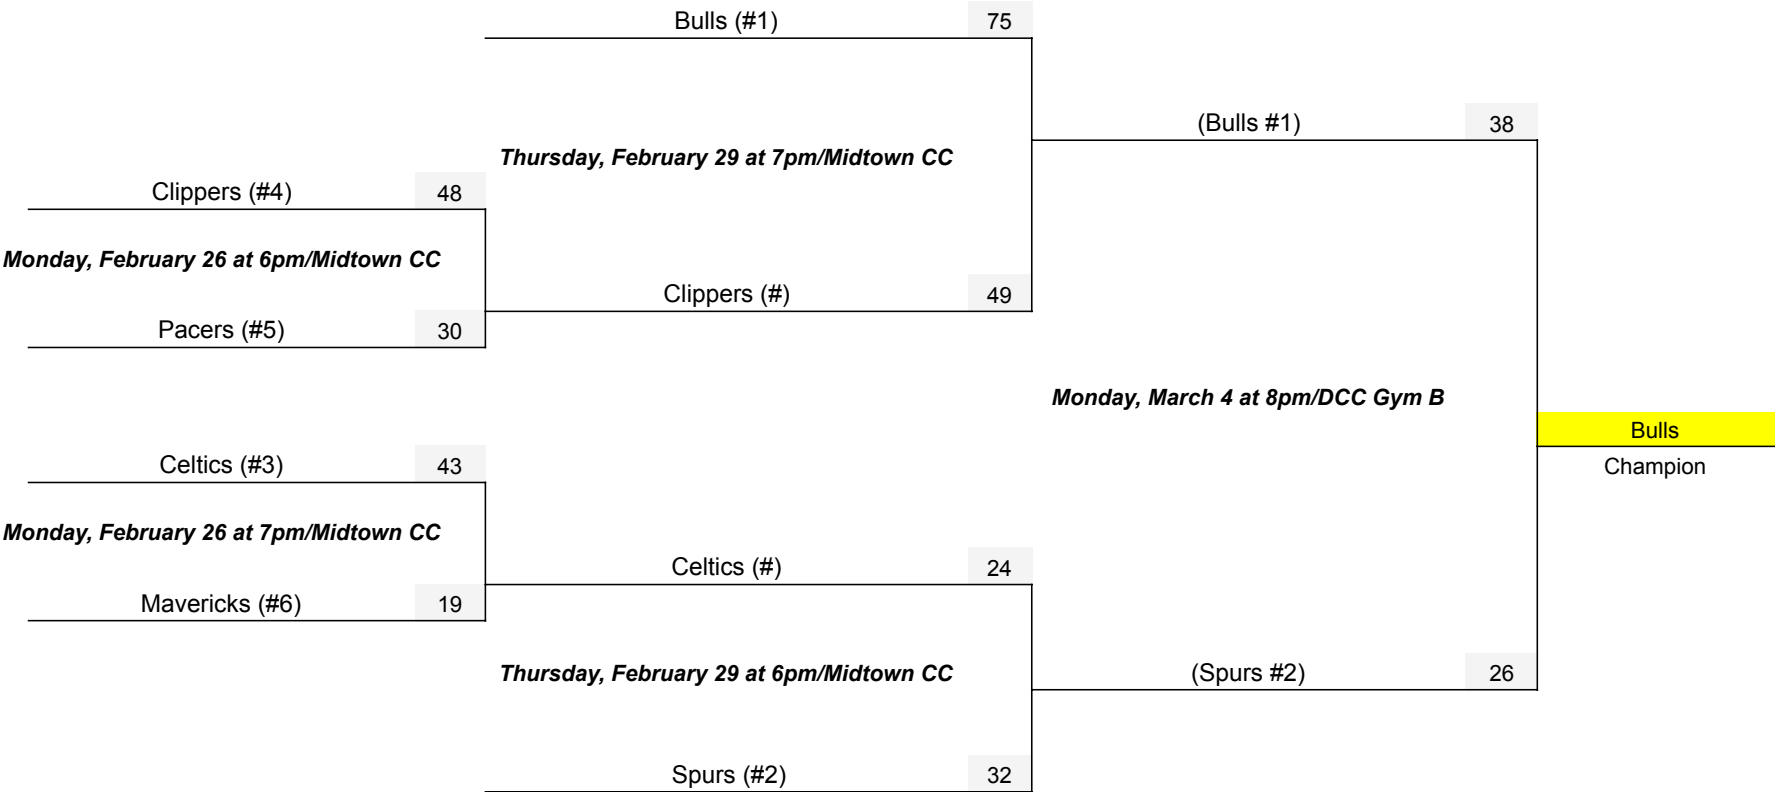 Bulls (#1) 75
(Bulls #1) 38
Thursday, February 29 at 7pm/Midtown CC
Clippers (#4) 48
Monday, February 26 at 6pm/Midtown CC
Clippers (#) 49
Pacers (#5) 30
Monday, March 4 at 8pm/DCC Gym B
Bulls
Celtics (#3) 43
Champion
Monday, February 26 at 7pm/Midtown CC
Celtics (#) 24
Mavericks (#6) 19
Thursday, February 29 at 6pm/Midtown CC
(Spurs #2) 26
Spurs (#2) 32